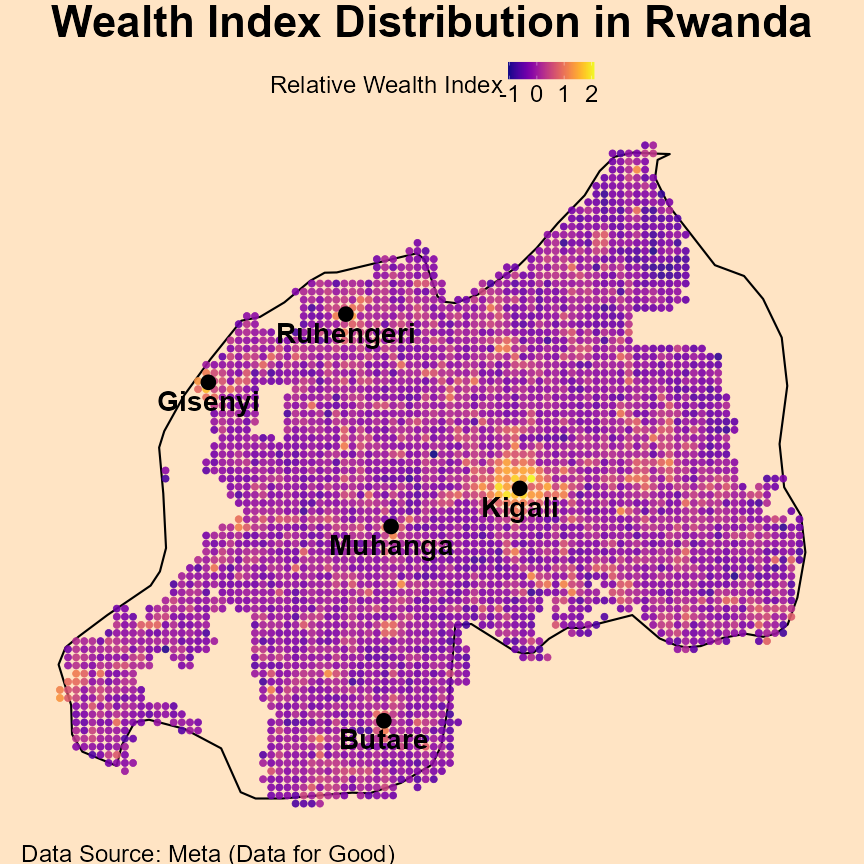 Wealth Index Distribution in Rwanda
Relative Wealth Index
-1 0 1 2
Ruhengeri
Gisenyi
Kigali
Muhanga
Butare
Data Source: Meta (Data for Good)